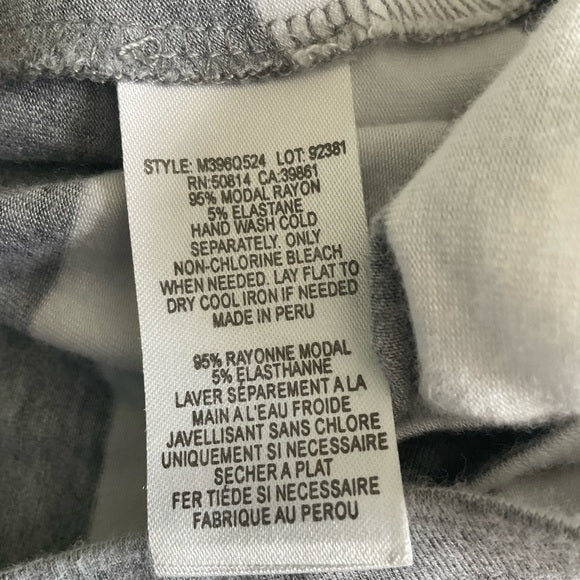 STYLE: M396Q524 LOT: 92381
RN:50814 CA:39861
95% MODAL RAYON
5% ELASTANE
HAND WASH COLD
SEPARATELY. ONLY
NON-CHLORINE BLEACH
WHEN NEEDED. LAY FLAT TO
DRY COOL IRON IF NEEDED
MADE IN PERU
95% RAYONNE MODAL
5% ELASTHANNE
LAVER SÉPAREMENT A LA
MAIN A L'EAU FROIDE
JAVELLISANT SANS CHLORE
UNIQUEMENT SI NECESSAIRE
SECHER A PLAT
FER TIÉDE SI NECESSAIRE
FABRIQUE AU PEROU